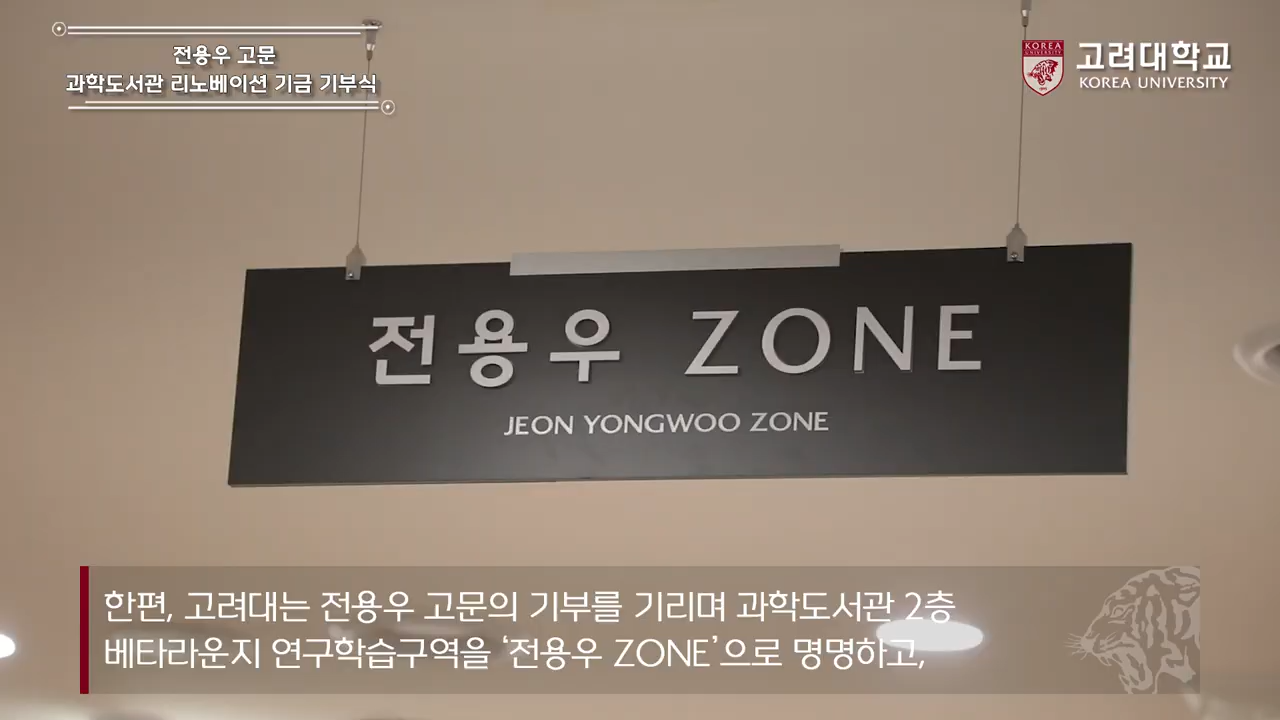 전용우 고문
과학도서관 리노베이션 기금 기부식
KOREA
UNIVERSITY
고려대학교
KOREA UNIVERSITY
전용우 ZONE
JEON YONGWOO ZONE
한편, 고려대는 전용우 고문의 기부를 기리며 과학도서관 2층
베타라운지 연구학습구역을 ‘전용우 ZONE’으로 명명하고,